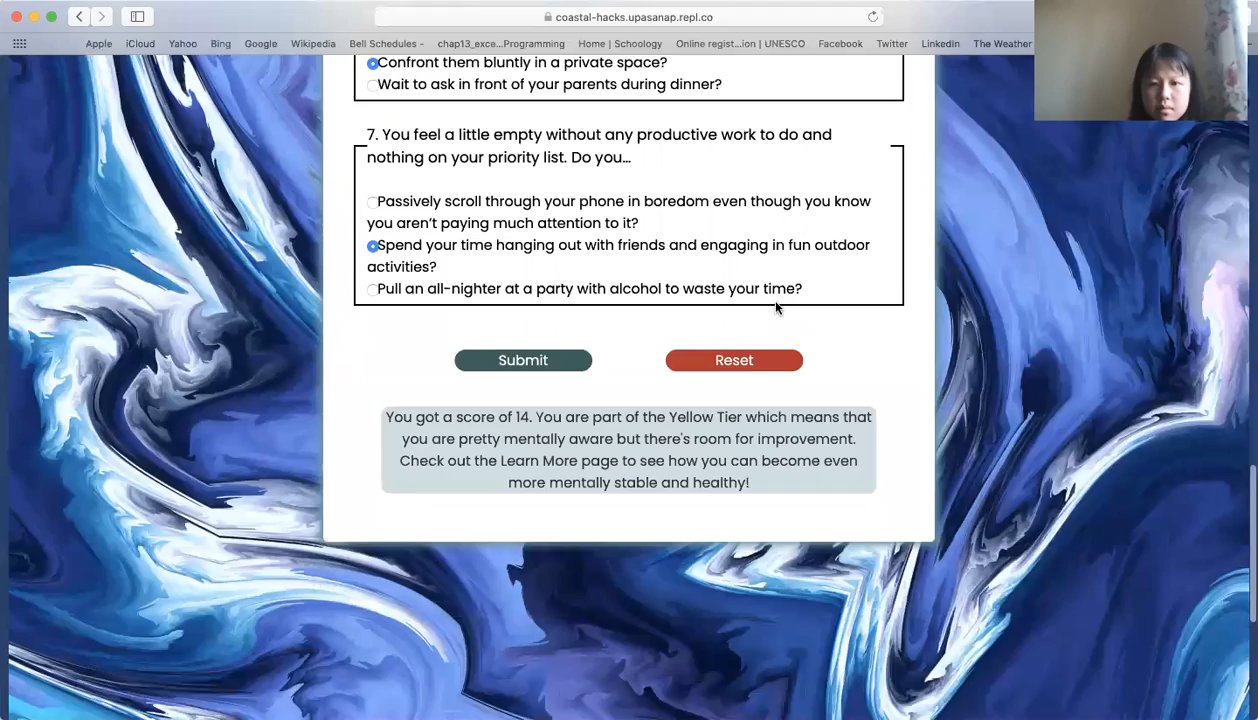 coastal-hacks.upasanap.repl.co
Apple iCloud Yahoo Bing Google Wikipedia Bell Schedules chap13_exce...Programming Home | Schoology Online regist...ion | UNESCO Facebook Twitter LinkedIn The Weather
Confront them bluntly in a private space?
Wait to ask in front of your parents during dinner?
7. You feel a little empty without any productive work to do and
nothing on your priority list. Do you...
Passively scroll through your phone in boredom even though you know
you aren't paying much attention to it?
Spend your time hanging out with friends and engaging in fun outdoor
activities?
Pull an all-nighter at a party with alcohol to waste your time?
Submit Reset
You got a score of 14. You are part of the Yellow Tier which means that
you are pretty mentally aware but there's room for improvement.
Check out the Learn More page to see how you can become even
more mentally stable and healthy!